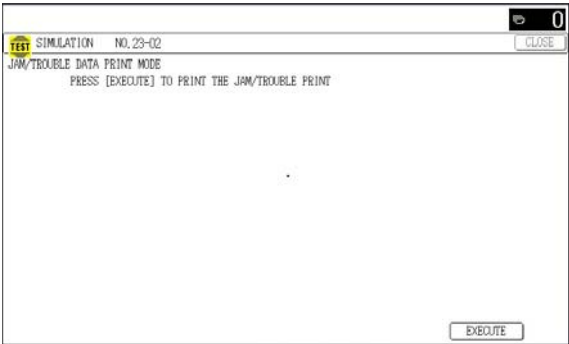 0
TEST SIMULATION NO.23-02 CLOSE
JAM/TROUBLE DATA PRINT MODE
PRESS [EXECUTE] TO PRINT THE JAM/TROUBLE PRINT
EXECUTE